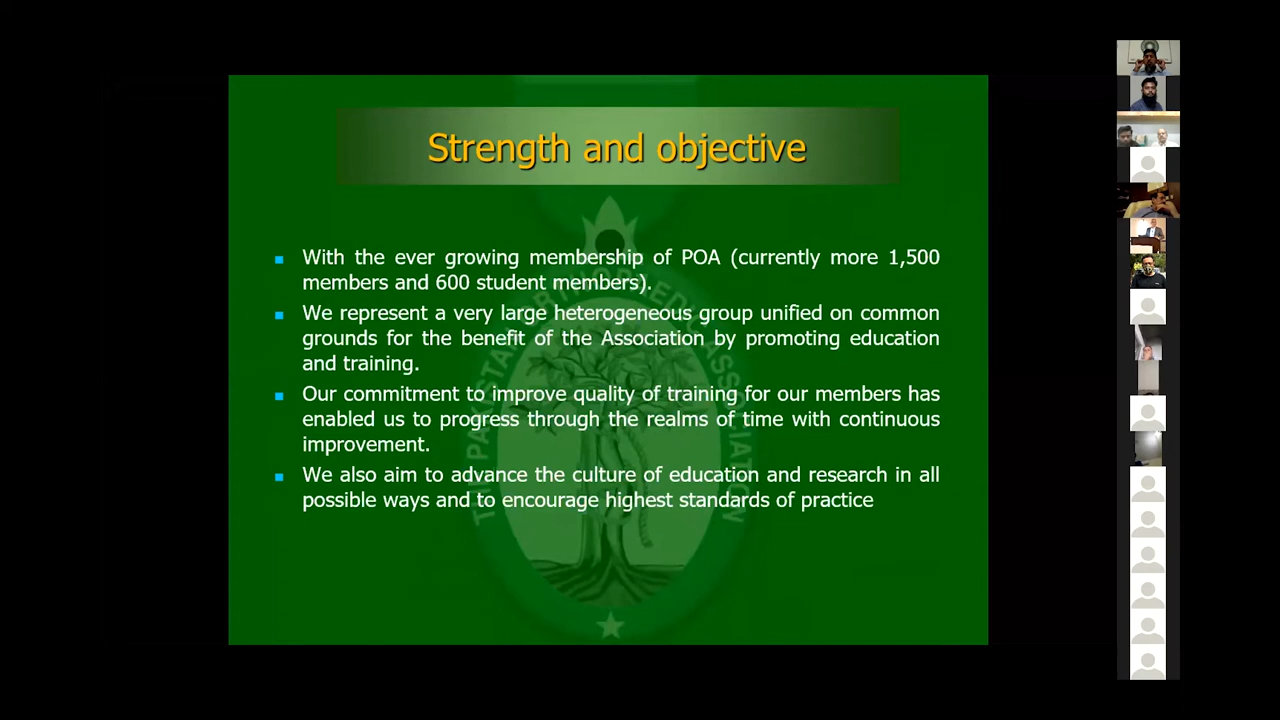 Strength and objective
With the ever growing membership of POA (currently more 1,500
members and 600 student members).
We represent a very large heterogeneous group unified on common
grounds for the benefit of the Association by promoting education
and training.
Our commitment to improve quality of training for our members has
enabled us to progress through the realms of time with continuous
improvement.
We also aim to advance the culture of education and research in all
possible ways and to encourage highest standards of practice